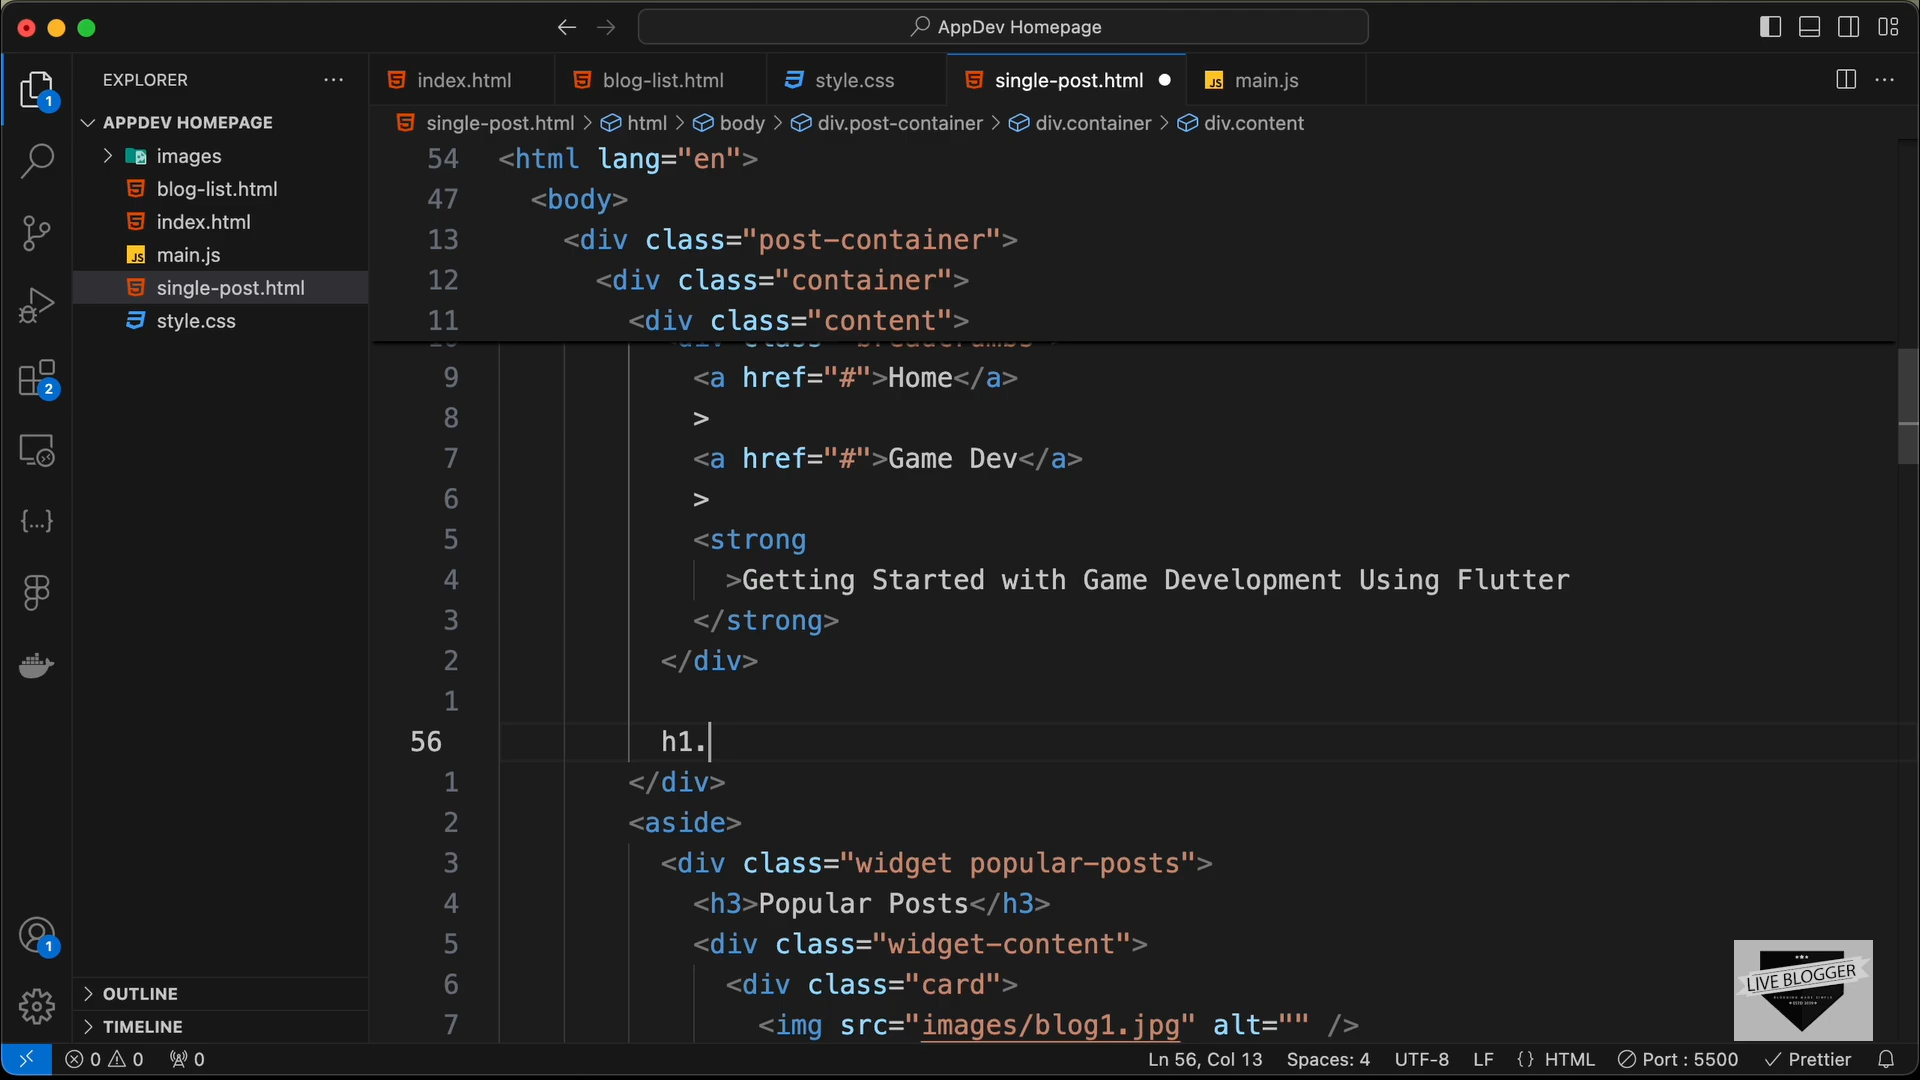 AppDev Homepage
EXPLORER
index.html
blog-list.html
style.css
single-post.html
main.js
1
APPDEV HOMEPAGE
single-post.html > html > body > div.post-container > div.container > div.content
images
blog-list.html
index.html
main.js
single-post.html
style.css
2
{...}
54 <html lang="en">
47 <body>
13 <div class="post-container">
12 <div class="container">
11 <div class="content">
10 <div class="breadcrumbs">
9 <a href="#">Home</a>
8 >
7 <a href="#">Game Dev</a>
6 >
5 <strong
4 >Getting Started with Game Development Using Flutter
3 </strong>
2 </div>
1
56 h1.
1 </div>
2 <aside>
3 <div class="widget popular-posts">
4 <h3>Popular Posts</h3>
5 <div class="widget-content">
6 <div class="card">
7 <img src="images/blog1.jpg" alt="" />
1
OUTLINE
TIMELINE
LIVE BLOGGER
0 0 0
Ln 56, Col 13 Spaces: 4 UTF-8 LF {} HTML Port : 5500 Prettier